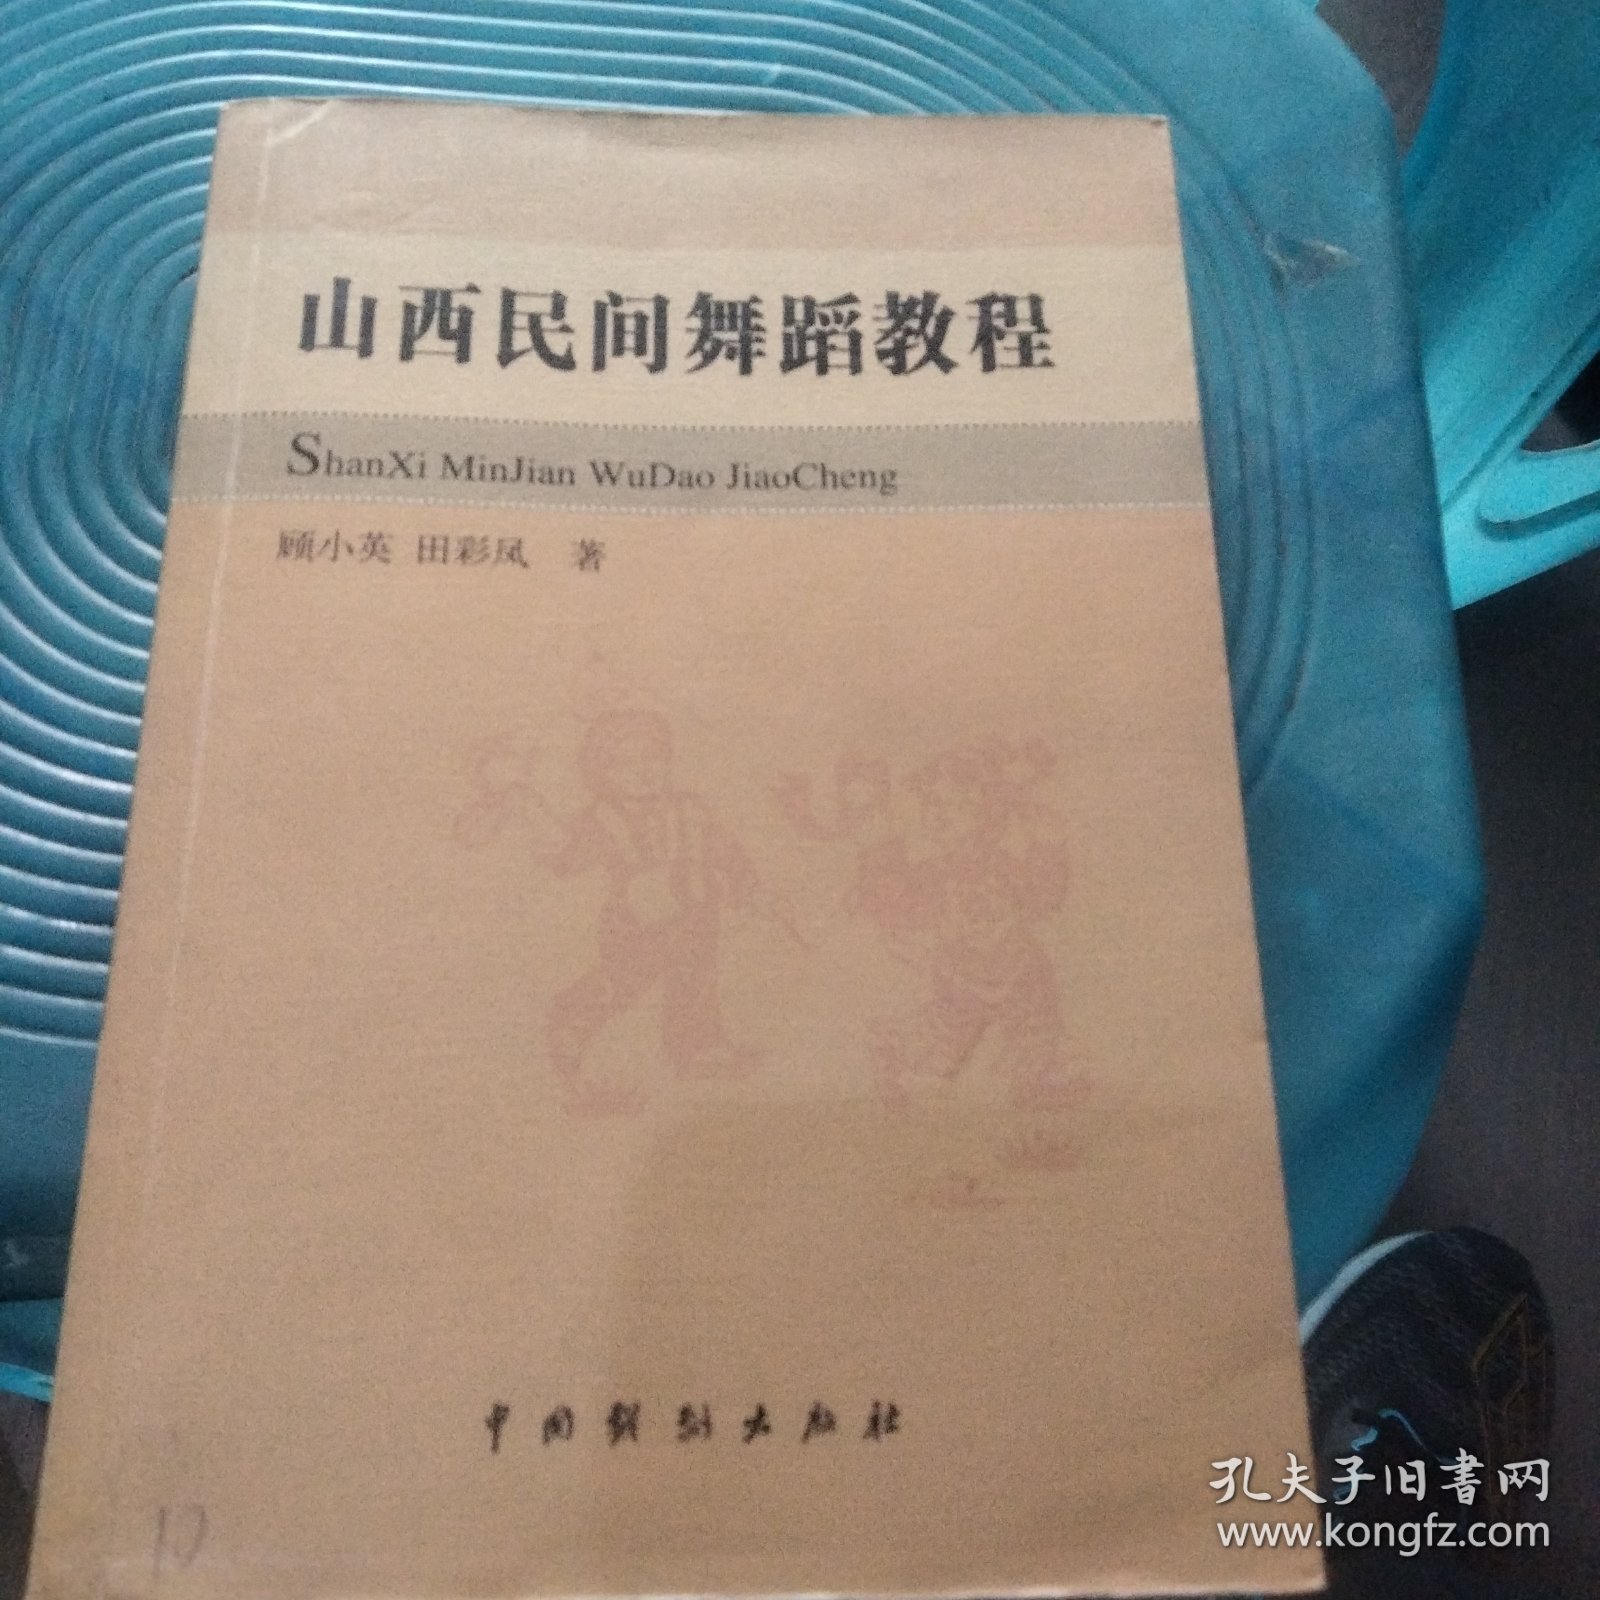 山西民间舞蹈教程
ShanXi MinJian WuDao JiaoCheng
顾小英 田彩凤 著
中国戏剧出版社
10
孔夫子旧书网
www.kongfz.com